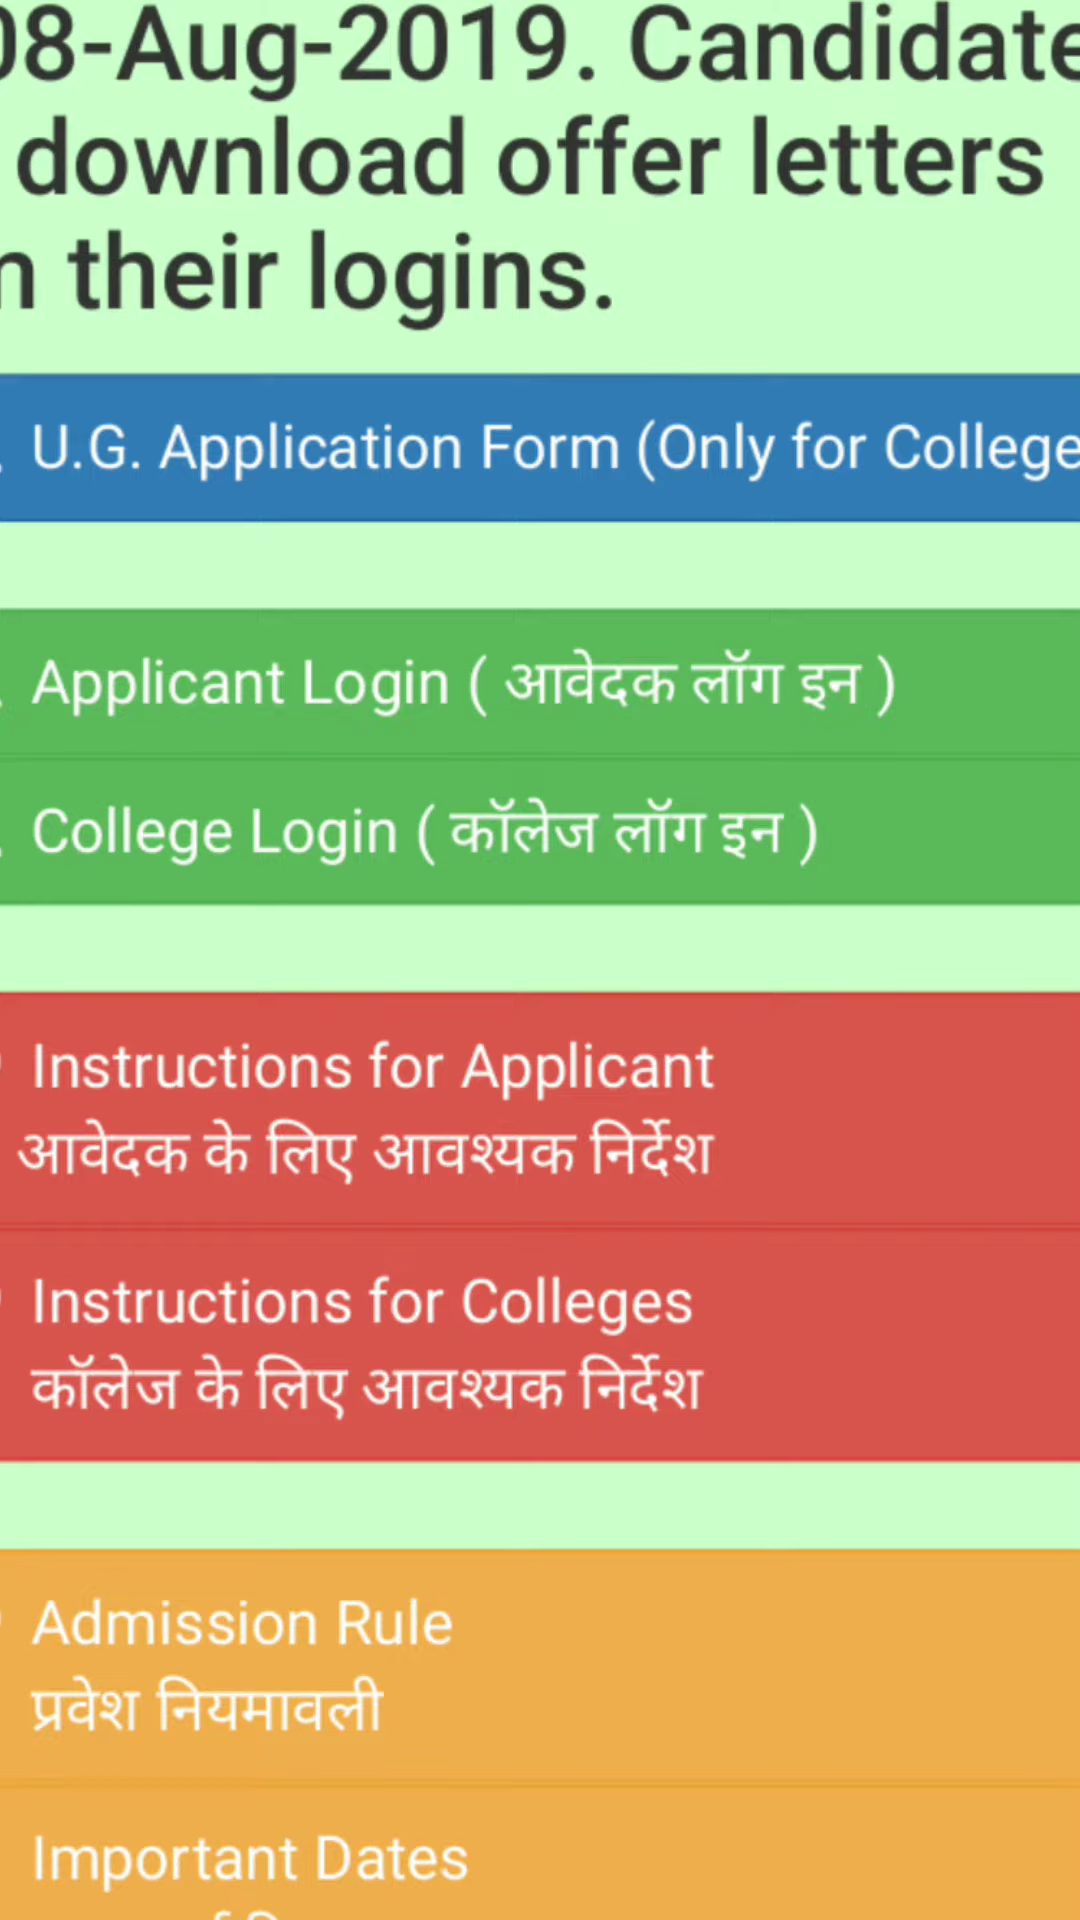 08-Aug-2019. Candidate
download offer letters
their logins.
U.G. Application Form (Only for College
Applicant Login ( आवेदक लॉग इन )
College Login ( कॉलेज लॉग इन )
Instructions for Applicant
आवेदक के लिए आवश्यक निर्देश
Instructions for Colleges
कॉलेज के लिए आवश्यक निर्देश
Admission Rule
प्रवेश नियमावली
Important Dates